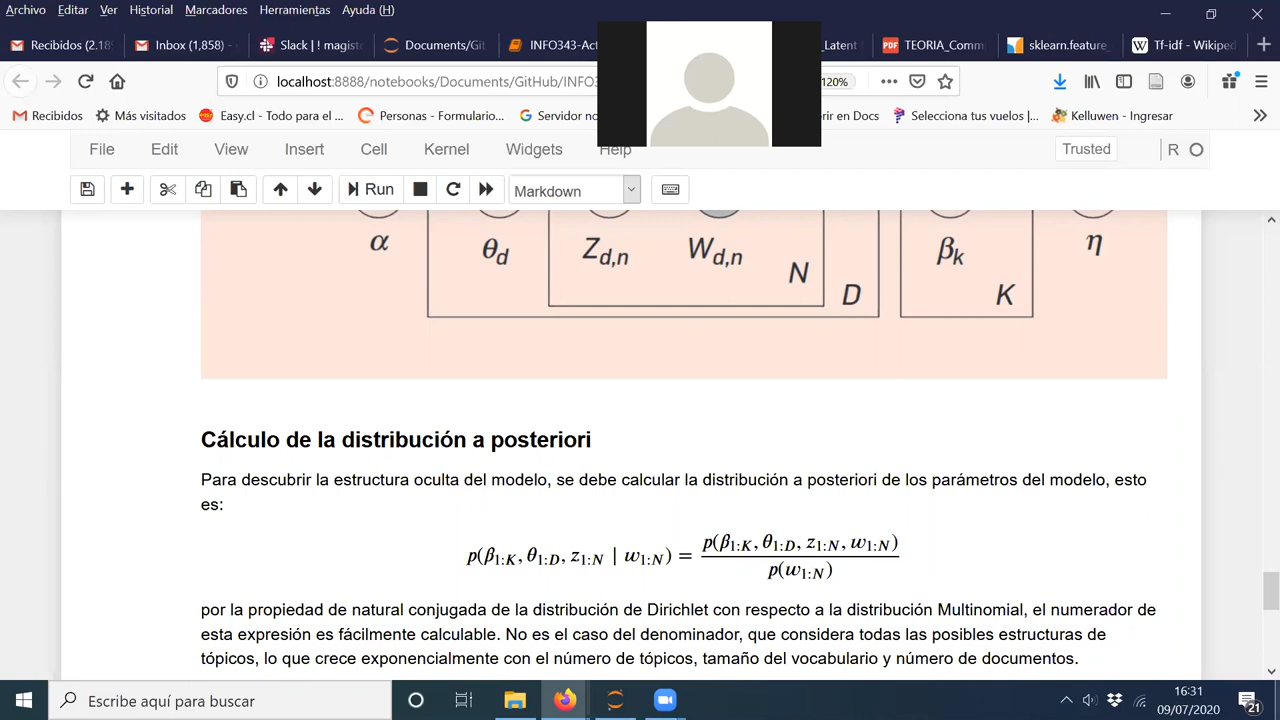 Archivo Editar Ver Historial Marcadores Herramientas Ayuda (H)
Recibidos (2.18 Inbox (1,858) - Slack | ! magist Documents/Git INFO343-Act _Latent TEORIA_Comm sklearn.feature_ Tf-idf - Wikiped
localhost:8888/notebooks/Documents/GitHub/INFO3 120%
Recibidos Más visitados Easy.cl - Todo para el ... Personas - Formulario... Servidor no rir en Docs Selecciona tus vuelos |... Kelluwen - Ingresar
File Edit View Insert Cell Kernel Widgets Help Trusted R
Run Markdown
α θd Zd,n Wd,n N D βk K η
Cálculo de la distribución a posteriori
Para descubrir la estructura oculta del modelo, se debe calcular la distribución a posteriori de los parámetros del modelo, esto
es:
p(β1:K, θ1:D, z1:N | w1:N) = p(β1:K, θ1:D, z1:N, w1:N)
p(w1:N)
por la propiedad de natural conjugada de la distribución de Dirichlet con respecto a la distribución Multinomial, el numerador de
esta expresión es fácilmente calculable. No es el caso del denominador, que considera todas las posibles estructuras de
tópicos, lo que crece exponencialmente con el número de tópicos, tamaño del vocabulario y número de documentos.
Escribe aquí para buscar
16:31
09/07/2020
21